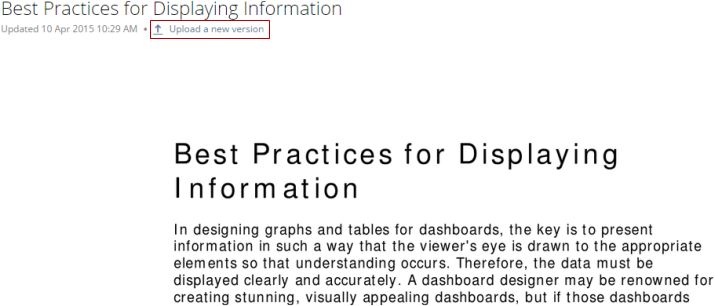 Best Practices for Displaying Information
Updated 10 Apr 2015 10:29 AM • Upload a new version
Best Practices for Displaying
Information
In designing graphs and tables for dashboards, the key is to present
information in such a way that the viewer's eye is drawn to the appropriate
elements so that understanding occurs. Therefore, the data must be
displayed clearly and accurately. A dashboard designer may be renowned for
creating stunning, visually appealing dashboards, but if those dashboards